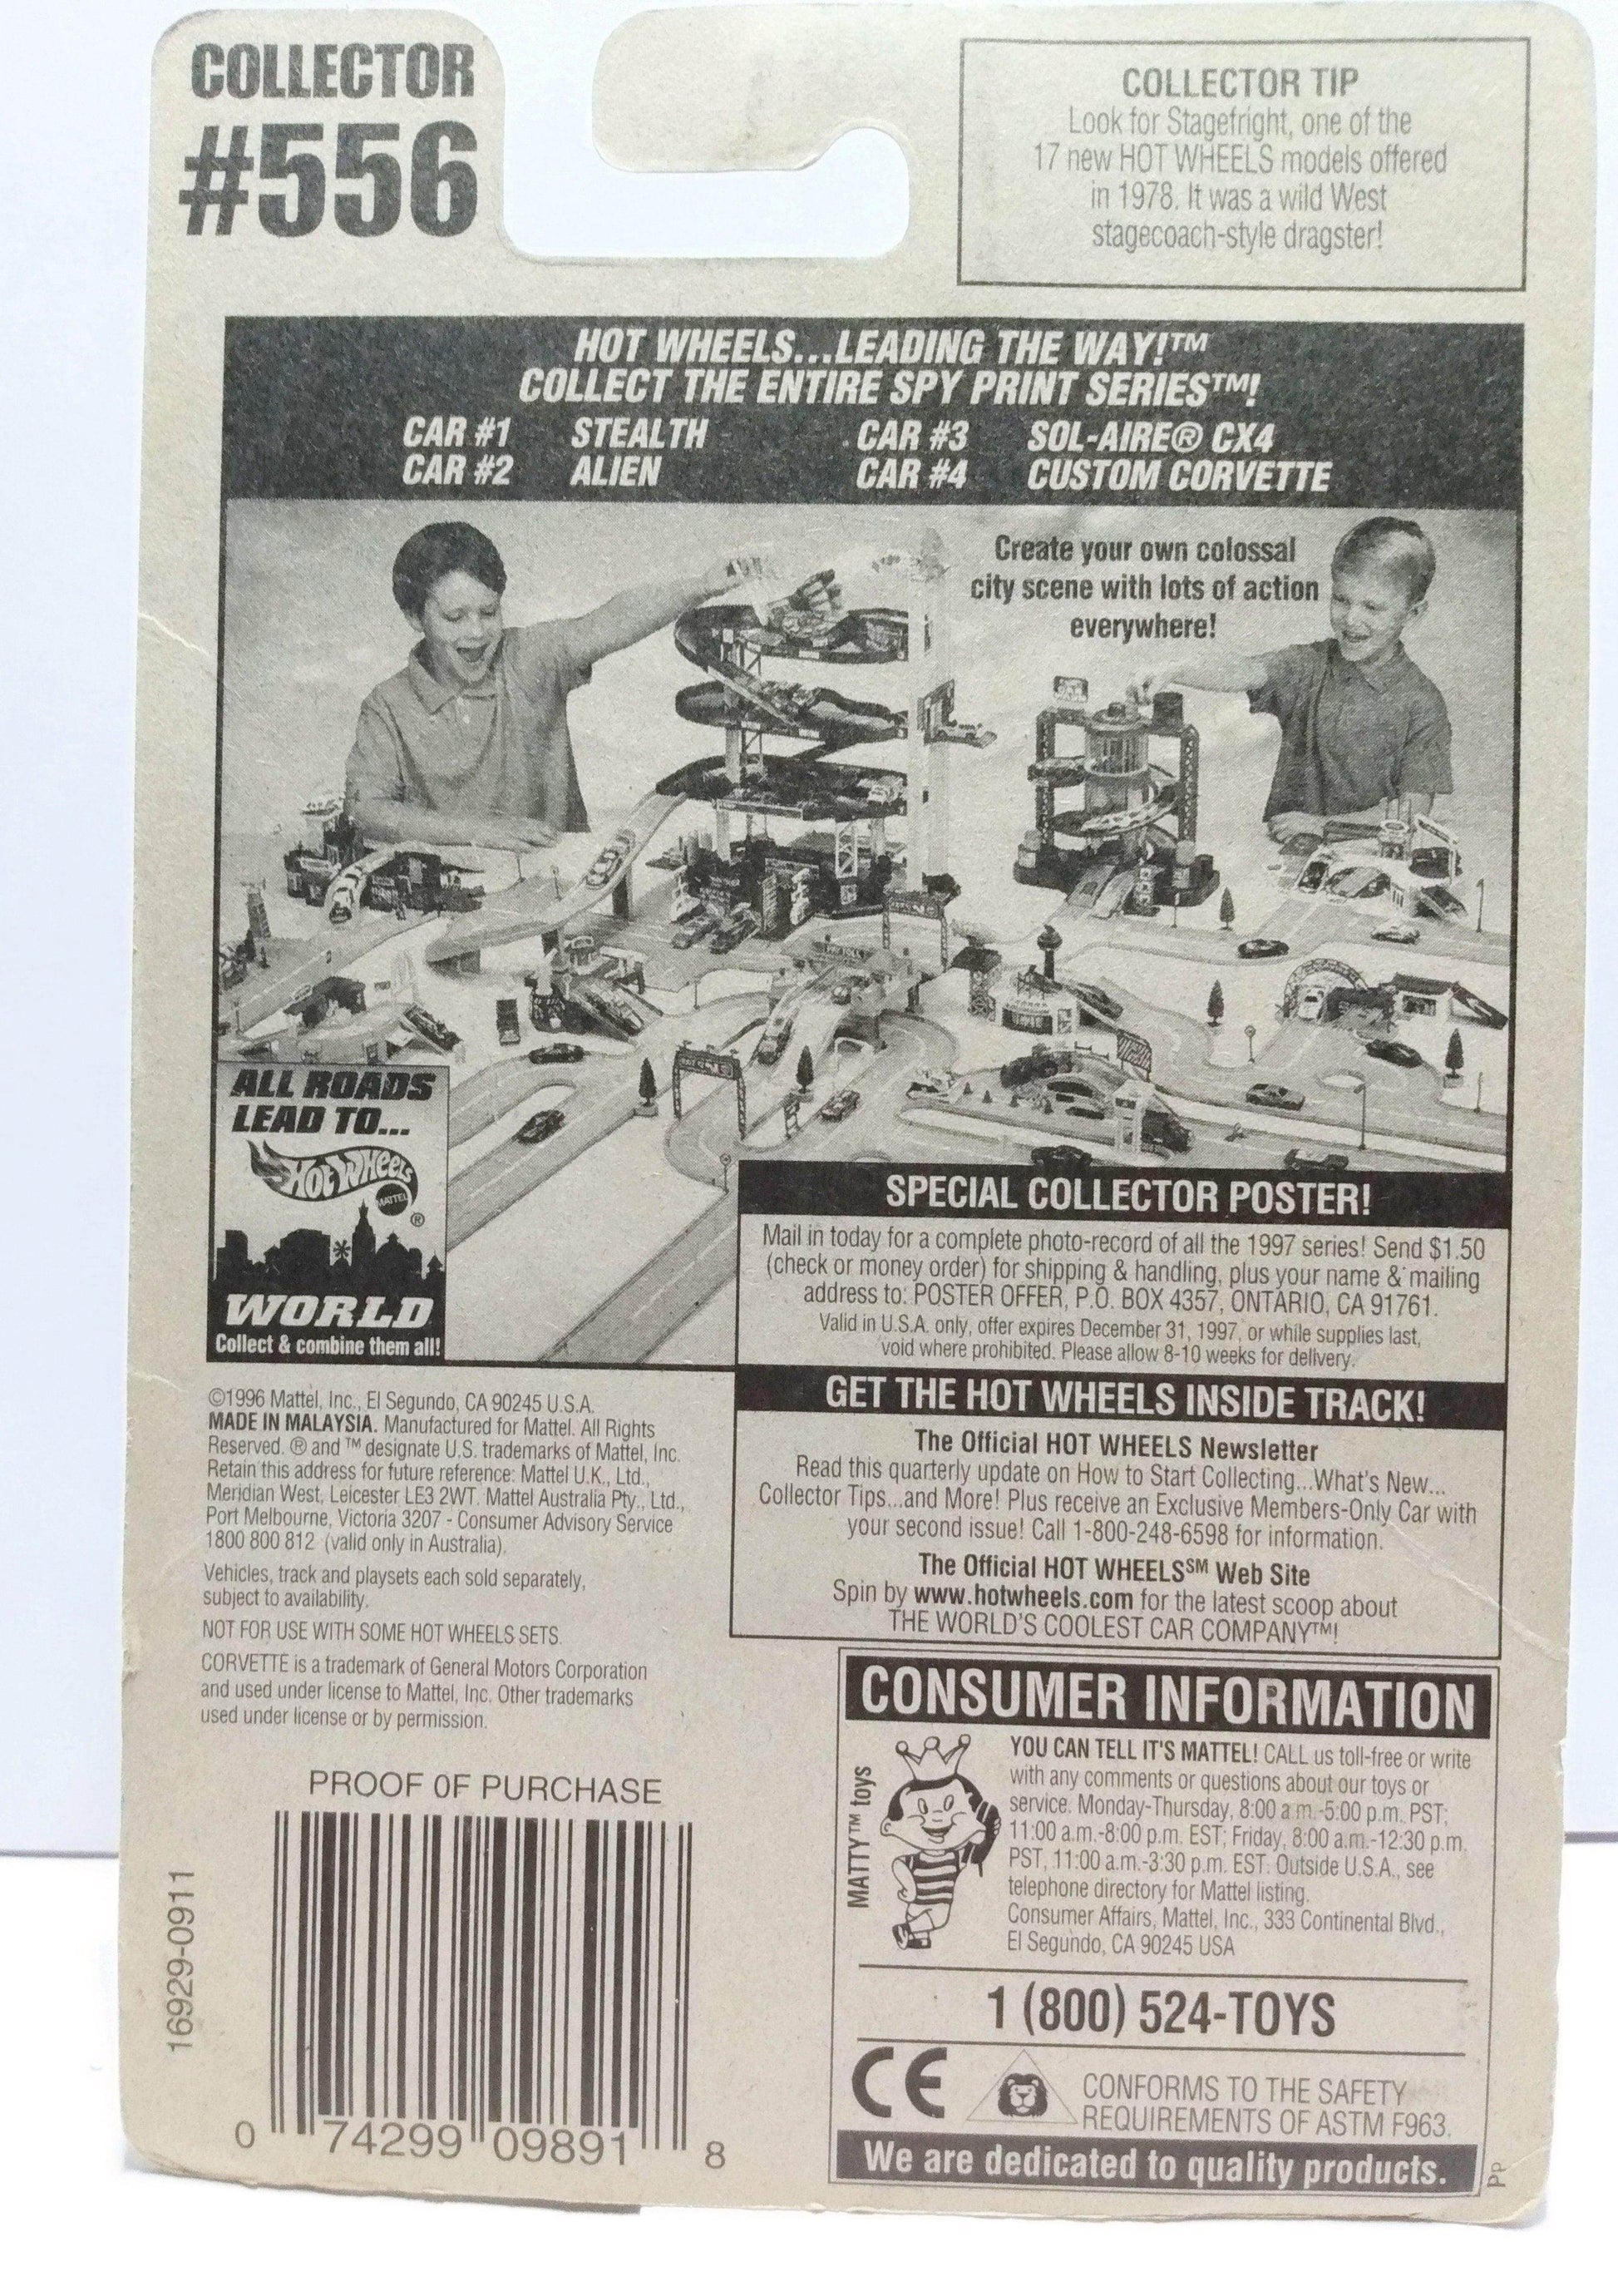 COLLECTOR
#556
COLLECTOR TIP
Look for Stagefright, one of the
17 new HOT WHEELS models offered
in 1978. It was a wild West
stagecoach-style dragster!
HOT WHEELS...LEADING THE WAY!™
COLLECT THE ENTIRE SPY PRINT SERIES™!
CAR #1 STEALTH CAR #3 SOL-AIRE® CX4
CAR #2 ALIEN CAR #4 CUSTOM CORVETTE
Create your own colossal
city scene with lots of action
everywhere!
ALL ROADS
LEAD TO...
Hot Wheels
MATTEL
®
WORLD
Collect & combine them all!
SPECIAL COLLECTOR POSTER!
Mail in today for a complete photo-record of all the 1997 series! Send $1.50
(check or money order) for shipping & handling, plus your name & mailing
address to: POSTER OFFER, P.O. BOX 4357, ONTARIO, CA 91761.
Valid in U.S.A. only, offer expires December 31, 1997, or while supplies last,
void where prohibited. Please allow 8-10 weeks for delivery.
GET THE HOT WHEELS INSIDE TRACK!
The Official HOT WHEELS Newsletter
Read this quarterly update on How to Start Collecting...What's New...
Collector Tips...and More! Plus receive an Exclusive Members-Only Car with
your second issue! Call 1-800-248-6598 for information.
The Official HOT WHEELS℠ Web Site
Spin by www.hotwheels.com for the latest scoop about
THE WORLD'S COOLEST CAR COMPANY™!
©1996 Mattel, Inc., El Segundo, CA 90245 U.S.A.
MADE IN MALAYSIA. Manufactured for Mattel. All Rights
Reserved. ® and ™ designate U.S. trademarks of Mattel, Inc.
Retain this address for future reference: Mattel U.K., Ltd.,
Meridian West, Leicester LE3 2WT. Mattel Australia Pty., Ltd.,
Port Melbourne, Victoria 3207 - Consumer Advisory Service
1800 800 812 (valid only in Australia).
Vehicles, track and playsets each sold separately,
subject to availability.
NOT FOR USE WITH SOME HOT WHEELS SETS.
CORVETTE is a trademark of General Motors Corporation
and used under license to Mattel, Inc. Other trademarks
used under license or by permission.
PROOF OF PURCHASE
0 74299 09891 8
16929-0911
CONSUMER INFORMATION
MATTY™ toys
YOU CAN TELL IT'S MATTEL! CALL us toll-free or write
with any comments or questions about our toys or
service. Monday-Thursday, 8:00 a.m.-5:00 p.m. PST;
11:00 a.m.-8:00 p.m. EST; Friday, 8:00 a.m.-12:30 p.m.
PST, 11:00 a.m.-3:30 p.m. EST. Outside U.S.A., see
telephone directory for Mattel listing.
Consumer Affairs, Mattel, Inc., 333 Continental Blvd.,
El Segundo, CA 90245 USA
1 (800) 524-TOYS
CE
CONFORMS TO THE SAFETY
REQUIREMENTS OF ASTM F963.
We are dedicated to quality products.
PP